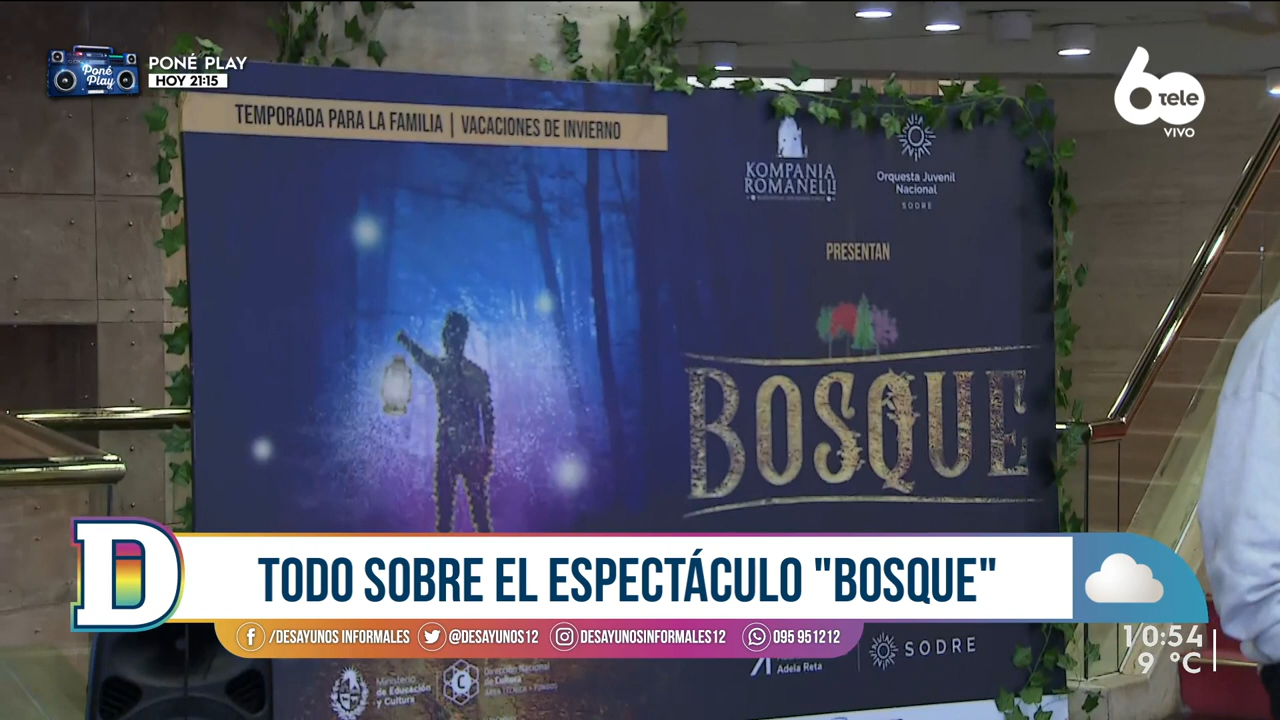 Poné Play
PONÉ PLAY
HOY 21:15
6
tele
VIVO
TEMPORADA PARA LA FAMILIA | VACACIONES DE INVIERNO
KOMPANIA
ROMANELLI
Orquesta Juvenil
Nacional
SODRE
PRESENTAN
BOSQUE
D
TODO SOBRE EL ESPECTÁCULO "BOSQUE"
/DESAYUNOS INFORMALES @DESAYUNOS12 DESAYUNOSINFORMALES12 095 951212
10:54
9 °C
Ministerio
de Educación
y Cultura
Dirección Nacional
de Cultura
Adela Reta
SODRE